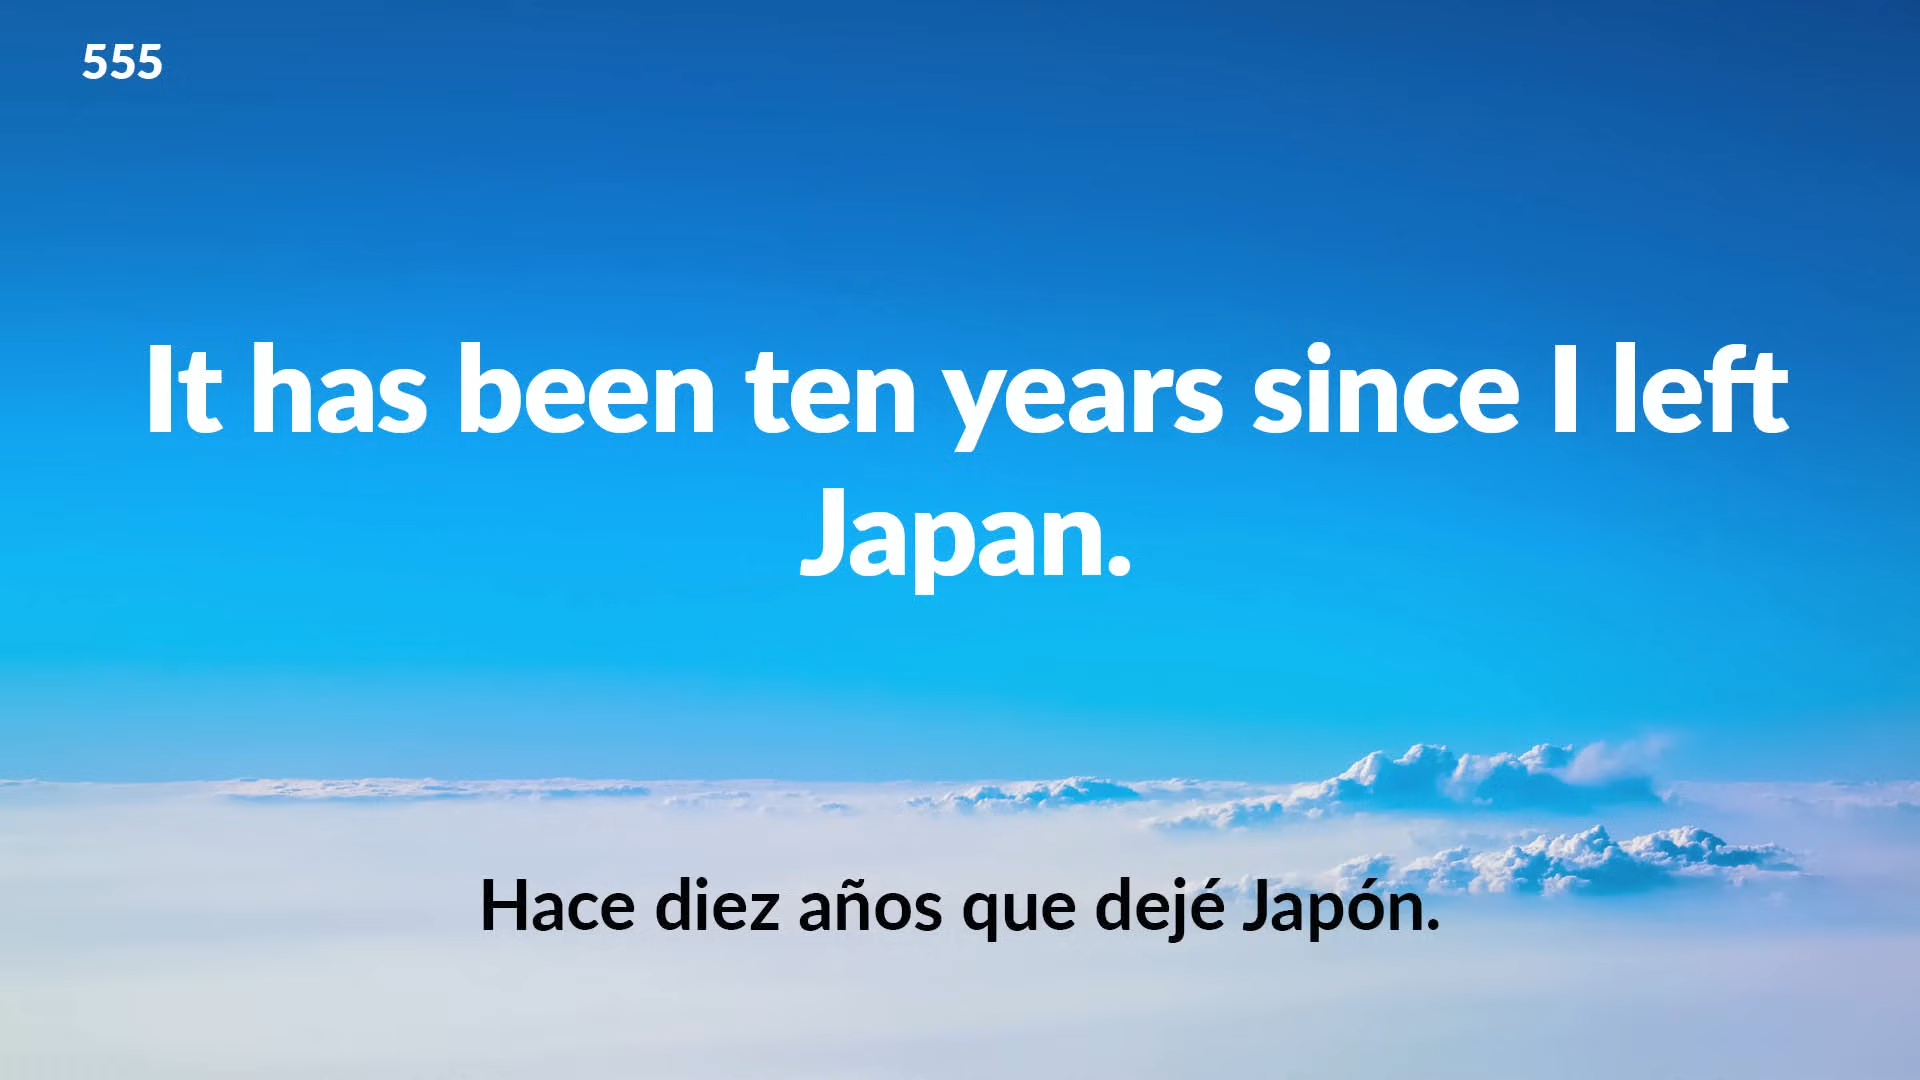 555
It has been ten years since I left
Japan.
Hace diez años que dejé Japón.